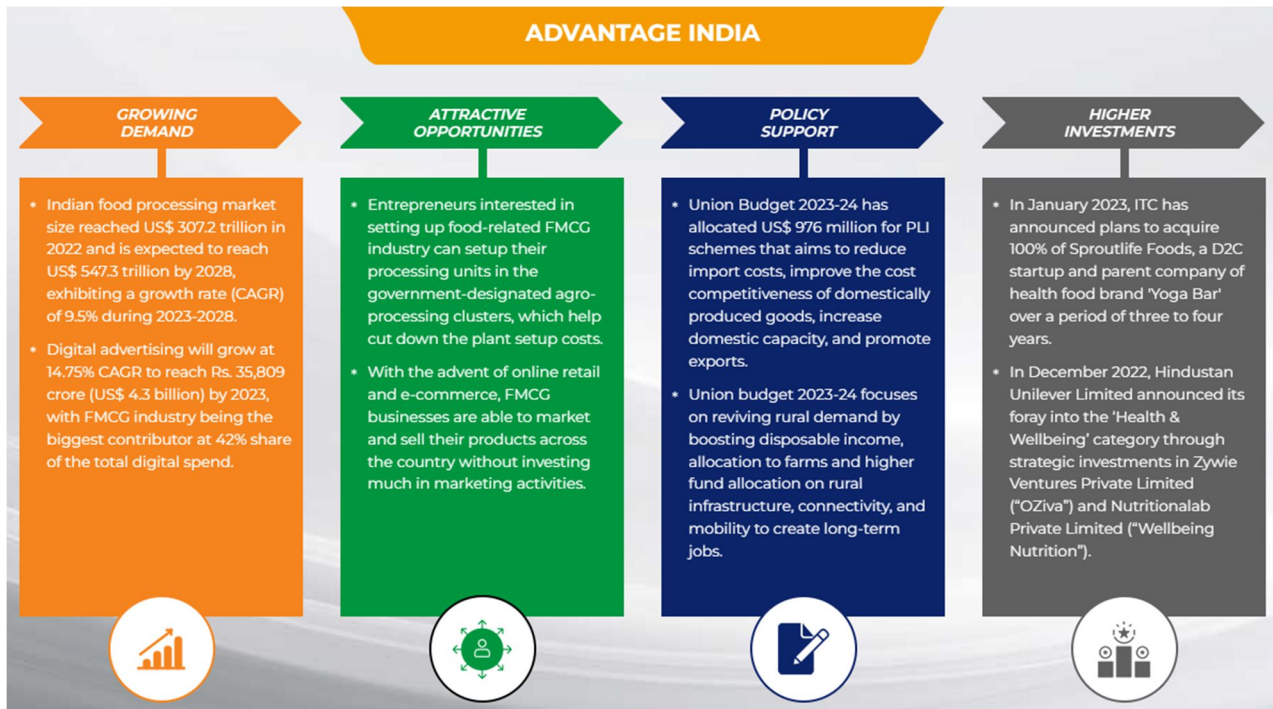 ADVANTAGE INDIA
GROWING
DEMAND
* Indian food processing market
size reached US$ 307.2 trillion in
2022 and is expected to reach
US$ 547.3 trillion by 2028,
exhibiting a growth rate (CAGR)
of 9.5% during 2023-2028.
* Digital advertising will grow at
14.75% CAGR to reach Rs. 35,809
crore (US$ 4.3 billion) by 2023,
with FMCG industry being the
biggest contributor at 42% share
of the total digital spend.
ATTRACTIVE
OPPORTUNITIES
* Entrepreneurs interested in
setting up food-related FMCG
industry can setup their
processing units in the
government-designated agro-
processing clusters, which help
cut down the plant setup costs.
* With the advent of online retail
and e-commerce, FMCG
businesses are able to market
and sell their products across
the country without investing
much in marketing activities.
POLICY
SUPPORT
* Union Budget 2023-24 has
allocated US$ 976 million for PLI
schemes that aims to reduce
import costs, improve the cost
competitiveness of domestically
produced goods, increase
domestic capacity, and promote
exports.
* Union budget 2023-24 focuses
on reviving rural demand by
boosting disposable income,
allocation to farms and higher
fund allocation on rural
infrastructure, connectivity, and
mobility to create long-term
jobs.
HIGHER
INVESTMENTS
* In January 2023, ITC has
announced plans to acquire
100% of Sproutlife Foods, a D2C
startup and parent company of
health food brand 'Yoga Bar'
over a period of three to four
years.
* In December 2022, Hindustan
Unilever Limited announced its
foray into the ‘Health &
Wellbeing’ category through
strategic investments in Zywie
Ventures Private Limited
(“OZiva”) and Nutritionalab
Private Limited (“Wellbeing
Nutrition”).